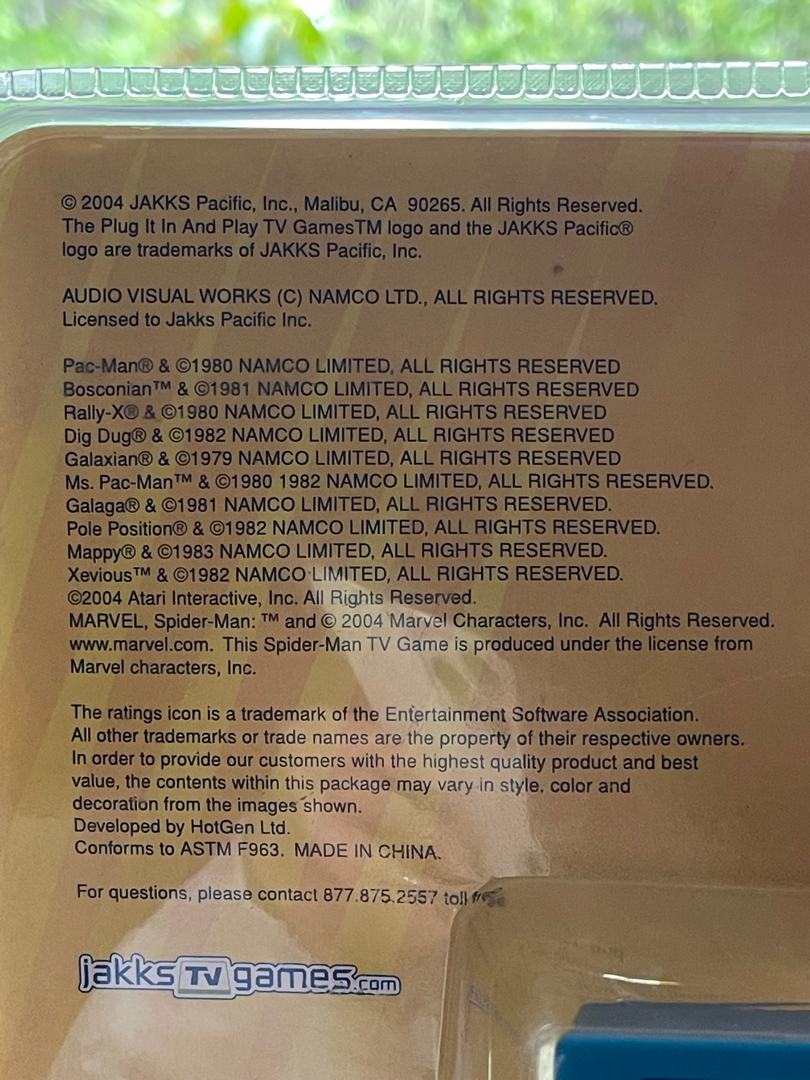 © 2004 JAKKS Pacific, Inc., Malibu, CA 90265. All Rights Reserved.
The Plug It In And Play TV GamesTM logo and the JAKKS Pacific®
logo are trademarks of JAKKS Pacific, Inc.
AUDIO VISUAL WORKS (C) NAMCO LTD., ALL RIGHTS RESERVED.
Licensed to Jakks Pacific Inc.
Pac-Man® & ©1980 NAMCO LIMITED, ALL RIGHTS RESERVED
Bosconian™ & ©1981 NAMCO LIMITED, ALL RIGHTS RESERVED
Rally-X® & ©1980 NAMCO LIMITED, ALL RIGHTS RESERVED
Dig Dug® & ©1982 NAMCO LIMITED, ALL RIGHTS RESERVED
Galaxian® & ©1979 NAMCO LIMITED, ALL RIGHTS RESERVED
Ms. Pac-Man™ & ©1980 1982 NAMCO LIMITED, ALL RIGHTS RESERVED.
Galaga® & ©1981 NAMCO LIMITED, ALL RIGHTS RESERVED.
Pole Position® & ©1982 NAMCO LIMITED, ALL RIGHTS RESERVED.
Mappy® & ©1983 NAMCO LIMITED, ALL RIGHTS RESERVED.
Xevious™ & ©1982 NAMCO LIMITED, ALL RIGHTS RESERVED.
©2004 Atari Interactive, Inc. All Rights Reserved.
MARVEL, Spider-Man: ™ and © 2004 Marvel Characters, Inc. All Rights Reserved.
www.marvel.com. This Spider-Man TV Game is produced under the license from
Marvel characters, Inc.
The ratings icon is a trademark of the Entertainment Software Association.
All other trademarks or trade names are the property of their respective owners.
In order to provide our customers with the highest quality product and best
value, the contents within this package may vary in style, color and
decoration from the images shown.
Developed by HotGen Ltd.
Conforms to ASTM F963. MADE IN CHINA.
For questions, please contact 877.875.2557 toll
jakks TV games.com